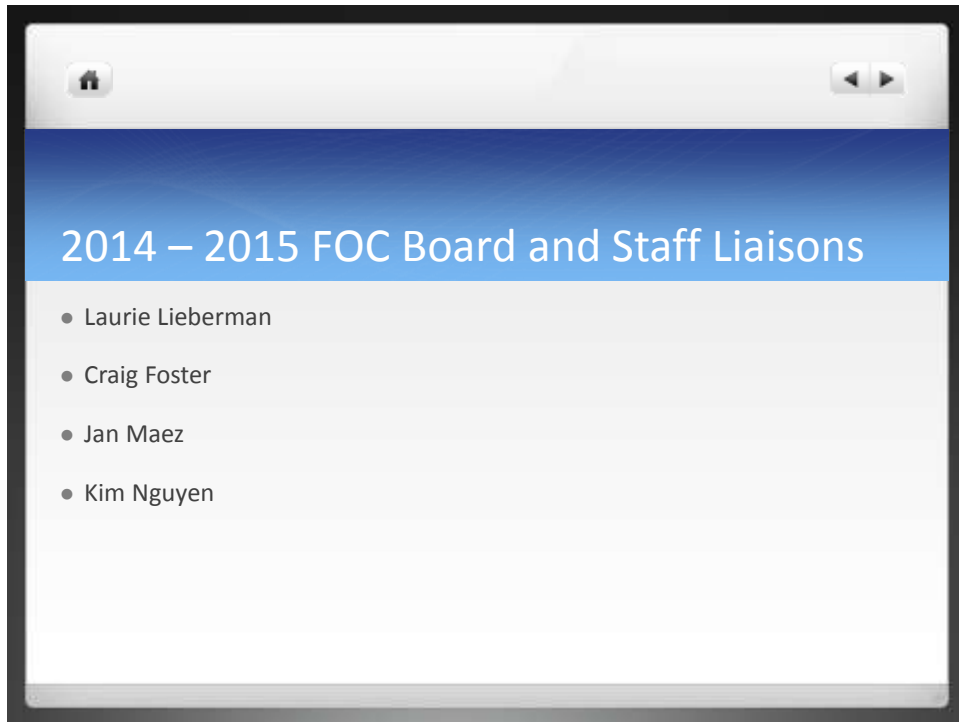 2014 – 2015 FOC Board and Staff Liaisons
● Laurie Lieberman
● Craig Foster
● Jan Maez
● Kim Nguyen